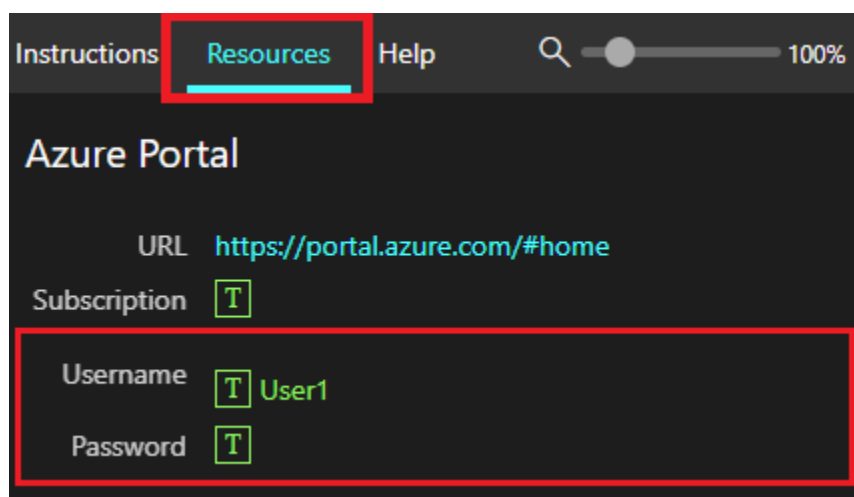 Instructions Resources Help 100%
Azure Portal
URL https://portal.azure.com/#home
Subscription T
Username T User1
Password T